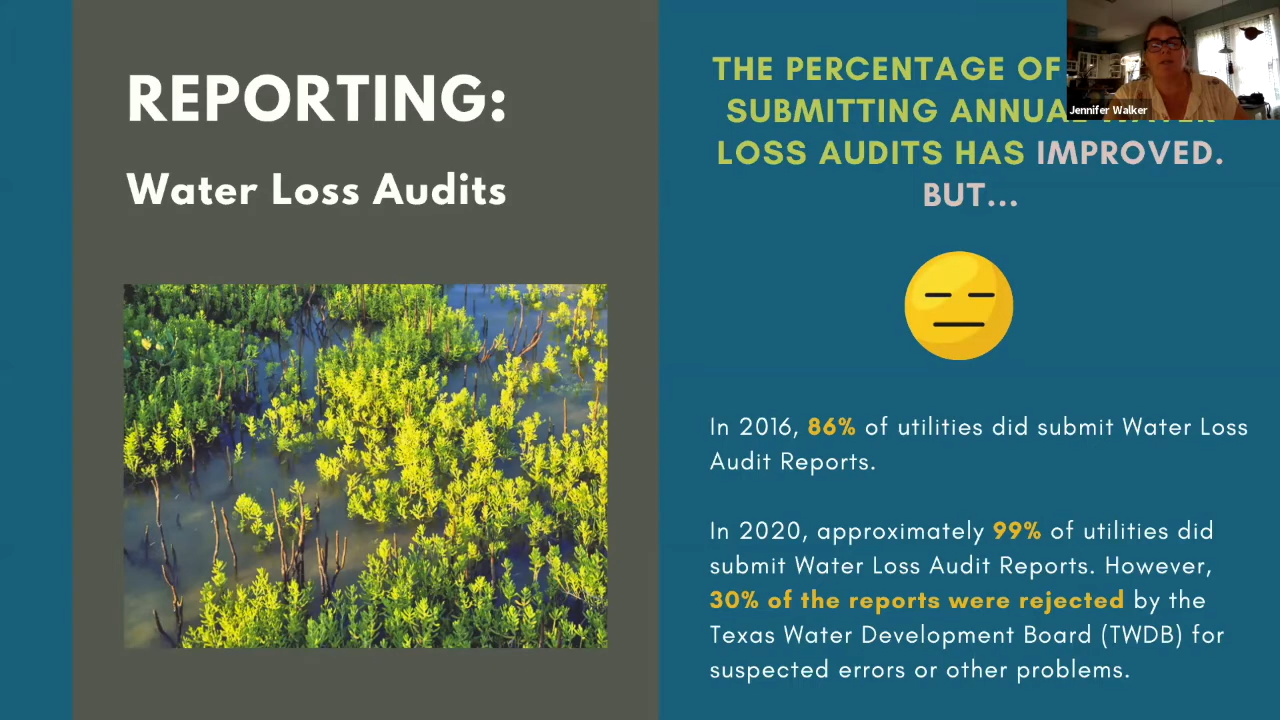 REPORTING:
Water Loss Audits
THE PERCENTAGE OF
SUBMITTING ANNUAL
LOSS AUDITS HAS IMPROVED.
BUT...
Jennifer Walker
In 2016, 86% of utilities did submit Water Loss
Audit Reports.
In 2020, approximately 99% of utilities did
submit Water Loss Audit Reports. However,
30% of the reports were rejected by the
Texas Water Development Board (TWDB) for
suspected errors or other problems.